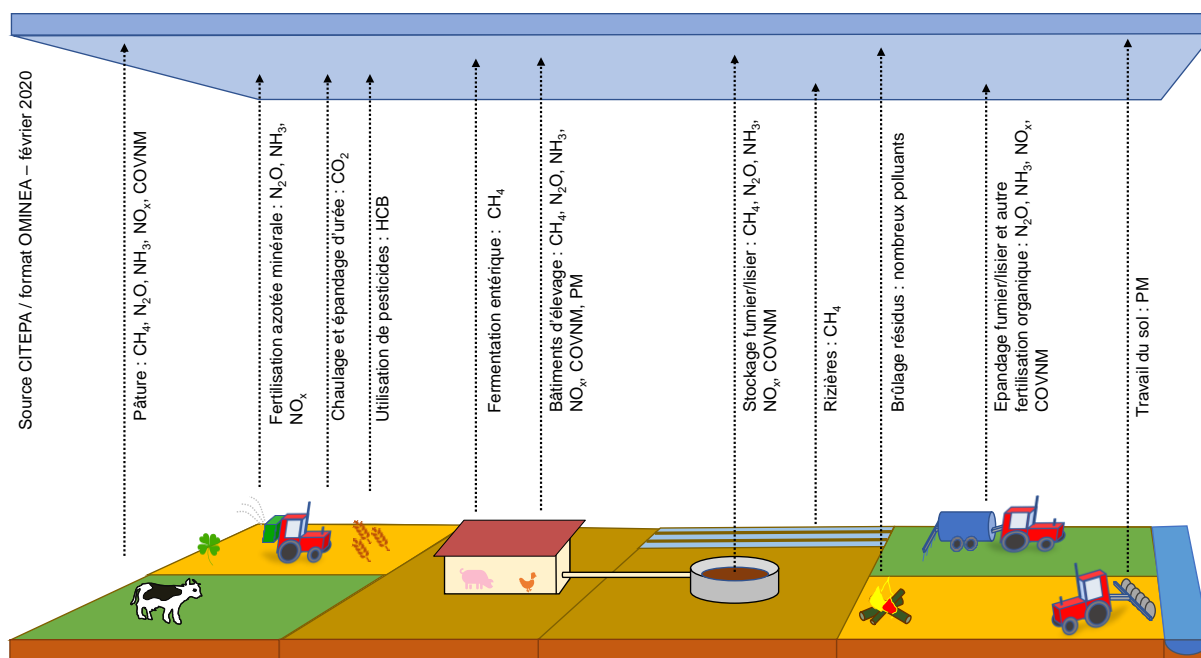 Source CITEPA / format OMINEA – février 2020
Pâture : CH₄, N₂O, NH₃, NOₓ, COVNM
Fertilisation azotée minérale : N₂O, NH₃,
NOₓ
Chaulage et épandage d'urée : CO₂
Utilisation de pesticides : HCB
Fermentation entérique : CH₄
Bâtiments d'élevage : CH₄, N₂O, NH₃,
NOₓ, COVNM, PM
Stockage fumier/lisier : CH₄, N₂O, NH₃,
NOₓ, COVNM
Rizières : CH₄
Brûlage résidus : nombreux polluants
Epandage fumier/lisier et autre
fertilisation organique : N₂O, NH₃, NOₓ,
COVNM
Travail du sol : PM